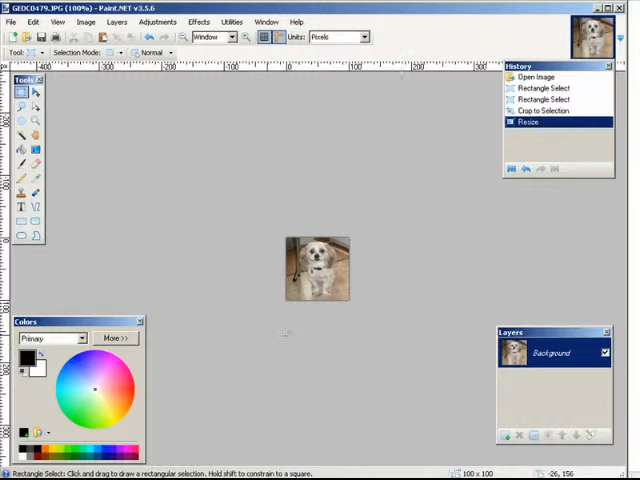 GEDC0479.JPG (100%) - Paint.NET v3.5.6
File Edit View Image Layers Adjustments Effects Utilities Window Help
Window Units: Pixels
Tool: Selection Mode: Normal
px -300 -200 -100 0 100 200 300
Tools
History
Open Image
Rectangle Select
Rectangle Select
Crop to Selection
Resize
Colors
Primary More >>
Layers
Background
Rectangle Select: Click and drag to draw a rectangular selection. Hold shift to constrain to a square. 100 x 100 -26, 156